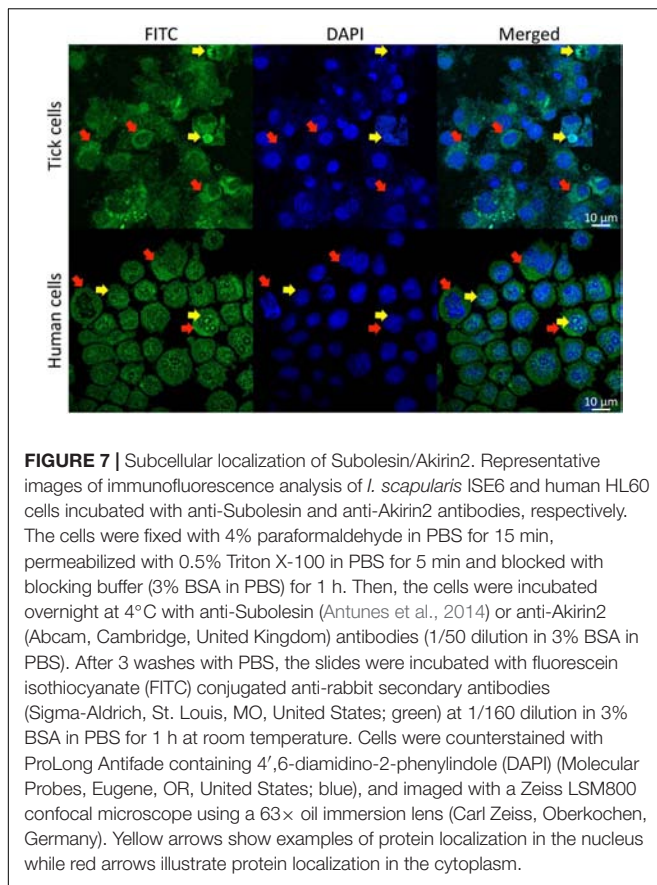 FITC DAPI Merged
Tick cells
10 µm
Human cells
10 µm
FIGURE 7 | Subcellular localization of Subolesin/Akirin2. Representative
images of immunofluorescence analysis of I. scapularis ISE6 and human HL60
cells incubated with anti-Subolesin and anti-Akirin2 antibodies, respectively.
The cells were fixed with 4% paraformaldehyde in PBS for 15 min,
permeabilized with 0.5% Triton X-100 in PBS for 5 min and blocked with
blocking buffer (3% BSA in PBS) for 1 h. Then, the cells were incubated
overnight at 4°C with anti-Subolesin (Antunes et al., 2014) or anti-Akirin2
(Abcam, Cambridge, United Kingdom) antibodies (1/50 dilution in 3% BSA in
PBS). After 3 washes with PBS, the slides were incubated with fluorescein
isothiocyanate (FITC) conjugated anti-rabbit secondary antibodies
(Sigma-Aldrich, St. Louis, MO, United States; green) at 1/160 dilution in 3%
BSA in PBS for 1 h at room temperature. Cells were counterstained with
ProLong Antifade containing 4′,6-diamidino-2-phenylindole (DAPI) (Molecular
Probes, Eugene, OR, United States; blue), and imaged with a Zeiss LSM800
confocal microscope using a 63× oil immersion lens (Carl Zeiss, Oberkochen,
Germany). Yellow arrows show examples of protein localization in the nucleus
while red arrows illustrate protein localization in the cytoplasm.